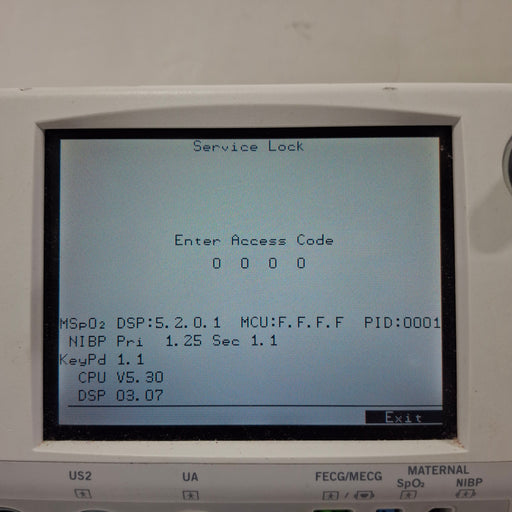 Service Lock
Enter Access Code
0 0 0 0
MSpO₂ DSP:5.2.0.1 MCU:F.F.F.F PID:0001
NIBP Pri 1.25 Sec 1.1
KeyPd 1.1
CPU V5.30
DSP 03.07
Exit
US2 UA FECG/MECG MATERNAL
SpO₂ NIBP